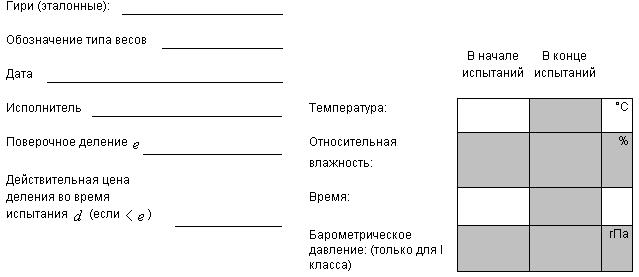 Гири (эталонные):
Обозначение типа весов
Дата
Исполнитель
Поверочное деление e
Действительная цена
деления во время
испытания d (если < e)
В начале
испытаний
В конце
испытаний
Температура:
°C
Относительная
влажность:
%
Время:
Барометрическое
давление: (только для I
класса)
гПа